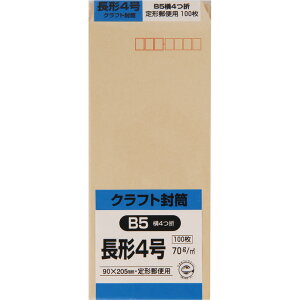 長形4号
クラフト封筒
B5横4つ折
定形郵便用 100枚
クラフト封筒
B5 横4つ折
長形4号
100枚
70g/㎡
90×205mm・定形郵便用